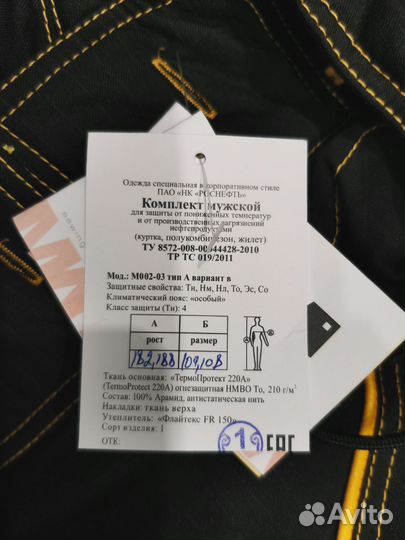 Одежда специальная в корпоративном стиле
ПАО «НК «РОСНЕФТЬ»
Комплект мужской
для защиты от пониженных температур
и от производственных загрязнений
нефтепродуктами
(куртка, полукомбинезон, жилет)
ТУ 8572-008-00044428-2010
ТР ТС 019/2011
Мод.: М002-03 тип А вариант в
Защитные свойства: Тн, Нм, Нл, То, Эс, Со
Климатический пояс: «особый»
Класс защиты (Тн): 4
А Б
рост размер
182,188
Ткань основная: «ТермоПротект 220А»
(TermoProtect 220A) огнезащитная НМВО То, 210 г/м²
Состав: 100% Арамид, антистатическая нить
Накладки: ткань верха
Утеплитель: «Флайтекс FR 150»
Сорт изделия: 1
ОТК:
1
sewing
Avito